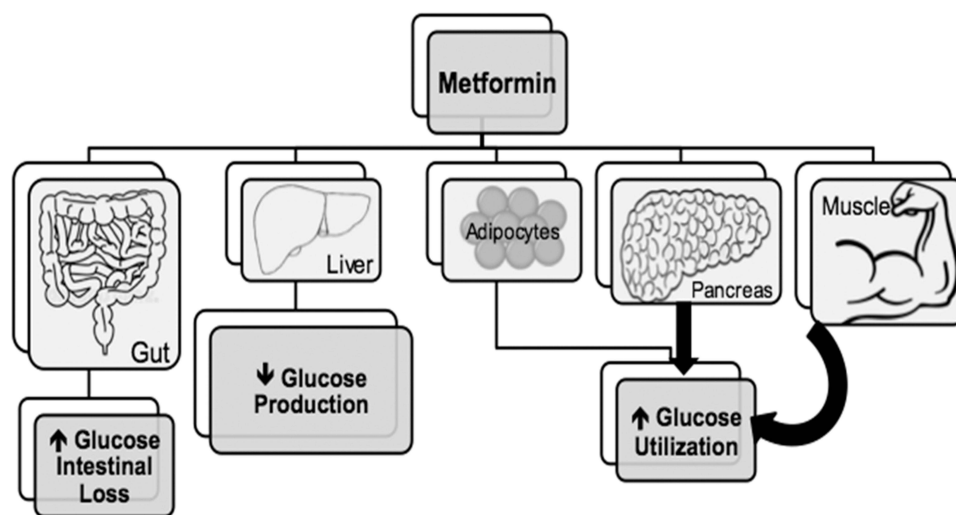 Metformin
Gut
Liver
Adipocytes
Pancreas
Muscle
↑ Glucose
Intestinal
Loss
↓ Glucose
Production
↑ Glucose
Utilization